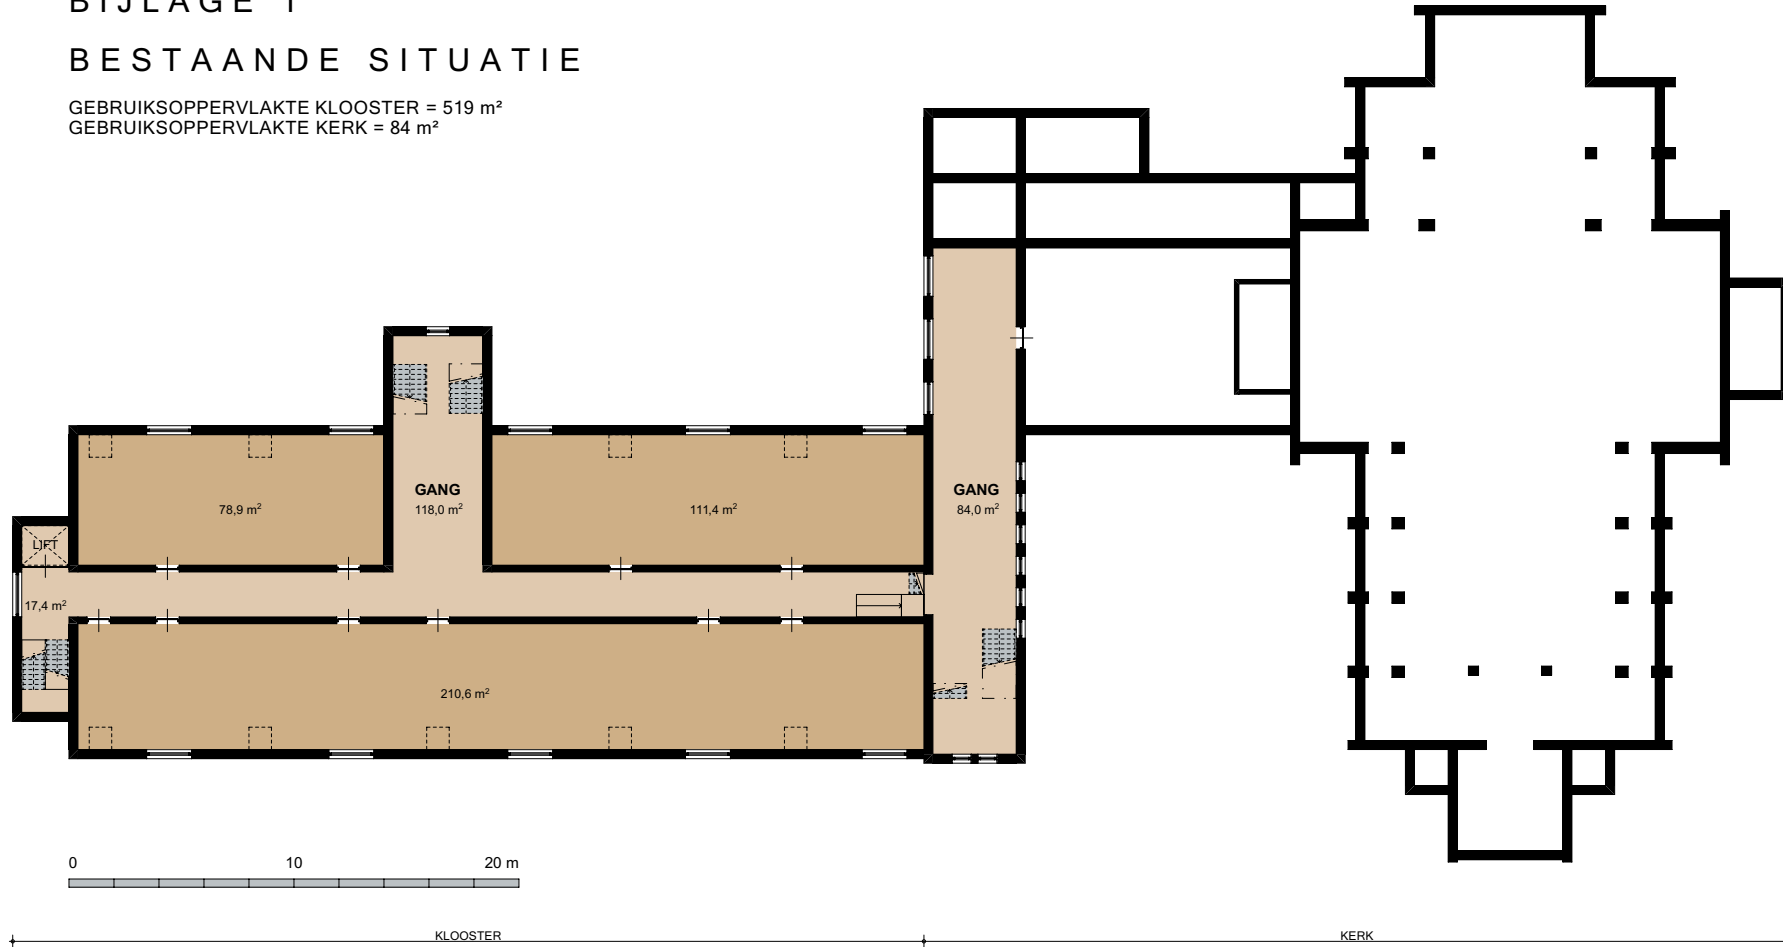 BIJLAGE 1
BESTAANDE SITUATIE
GEBRUIKSOPPERVLAKTE KLOOSTER = 519 m²
GEBRUIKSOPPERVLAKTE KERK = 84 m²
78,9 m²
GANG
118,0 m²
111,4 m²
GANG
84,0 m²
LIFT
17,4 m²
210,6 m²
0 10 20 m
KLOOSTER KERK